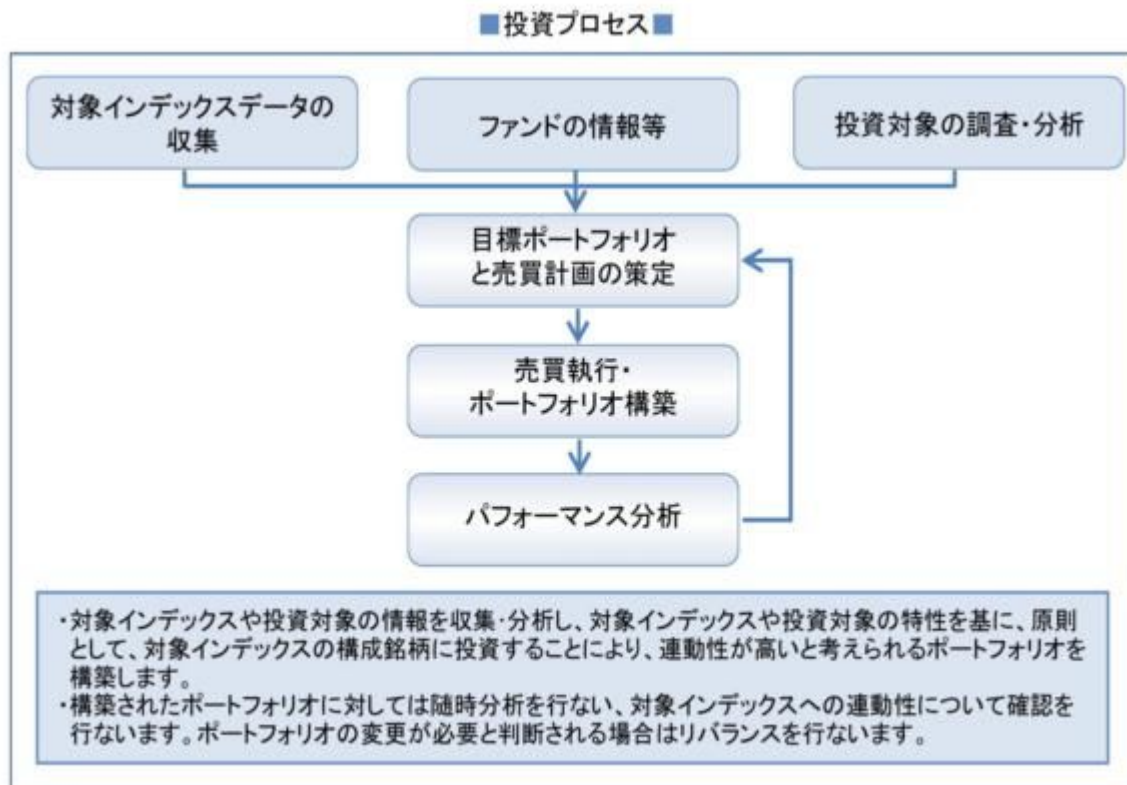 ■投資プロセス■
対象インデックスデータの
収集
ファンドの情報等
投資対象の調査・分析
目標ポートフォリオ
と売買計画の策定
売買執行・
ポートフォリオ構築
パフォーマンス分析
・対象インデックスや投資対象の情報を収集・分析し、対象インデックスや投資対象の特性を基に、原則
として、対象インデックスの構成銘柄に投資することにより、連動性が高いと考えられるポートフォリオを
構築します。
・構築されたポートフォリオに対しては随時分析を行ない、対象インデックスへの連動性について確認を
行ないます。ポートフォリオの変更が必要と判断される場合はリバランスを行ないます。